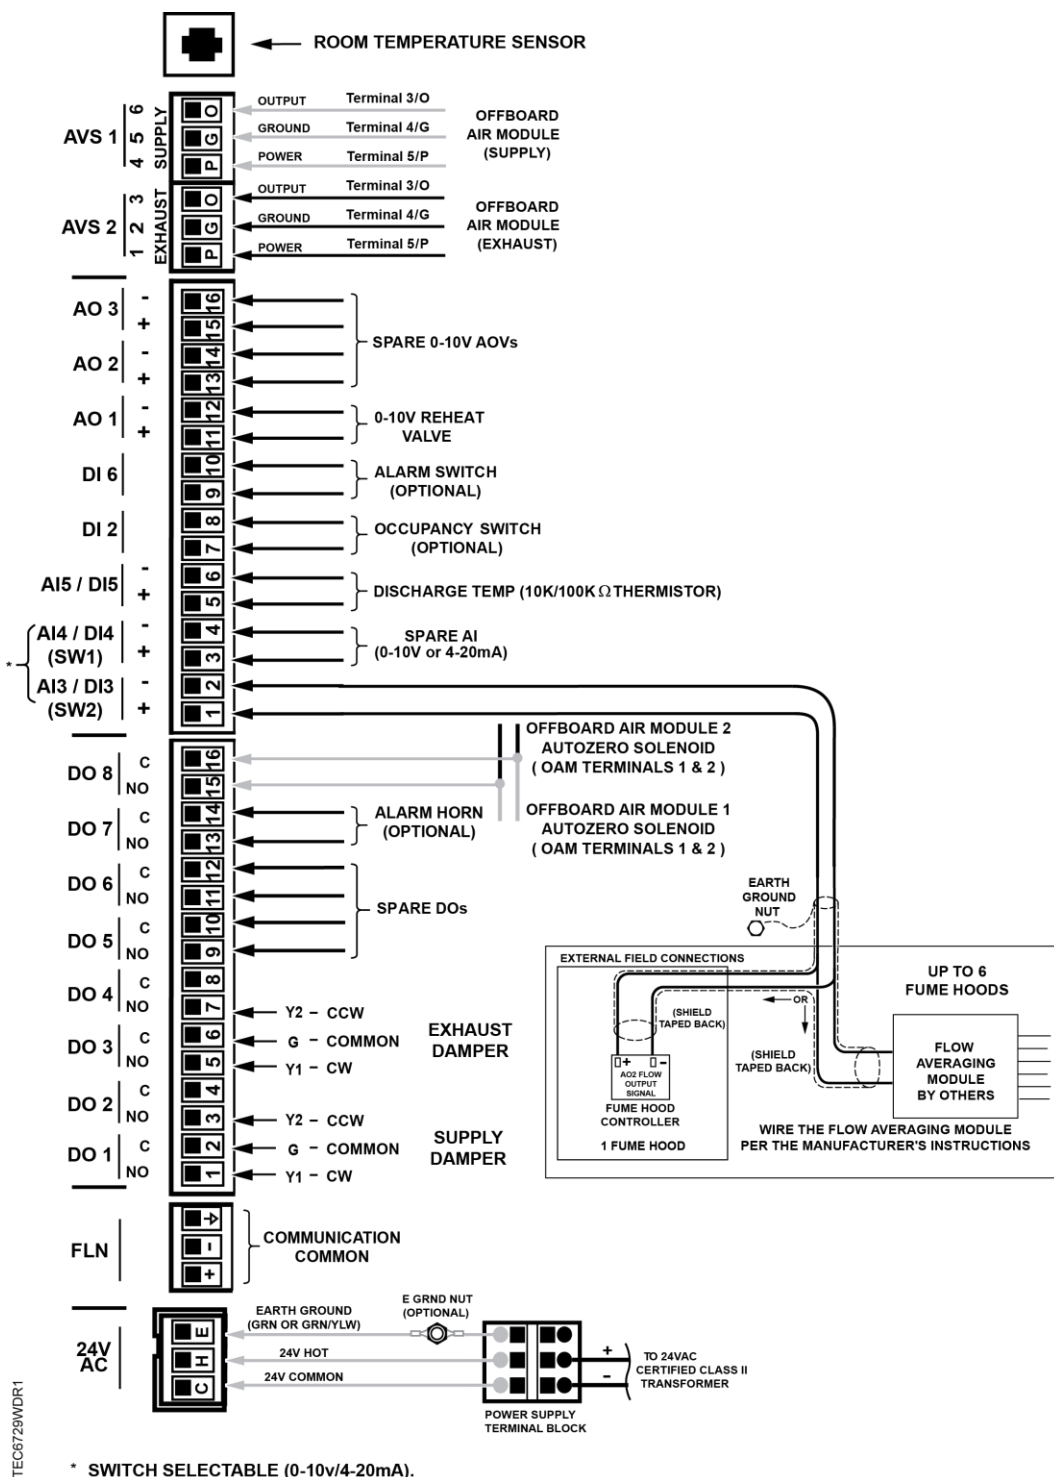 ROOM TEMPERATURE SENSOR
AVS 1
4 5 6
SUPPLY
O
G
P
OUTPUT Terminal 3/O
GROUND Terminal 4/G
POWER Terminal 5/P
OFFBOARD
AIR MODULE
(SUPPLY)
AVS 2
1 2 3
EXHAUST
O
G
P
OUTPUT Terminal 3/O
GROUND Terminal 4/G
POWER Terminal 5/P
OFFBOARD
AIR MODULE
(EXHAUST)
AO 3 - 16
+ 15
AO 2 - 14
+ 13
SPARE 0-10V AOVs
AO 1 - 12
+ 11
0-10V REHEAT
VALVE
DI 6 10
9
ALARM SWITCH
(OPTIONAL)
DI 2 8
7
OCCUPANCY SWITCH
(OPTIONAL)
AI5 / DI5 - 6
+ 5
DISCHARGE TEMP (10K/100K Ω THERMISTOR)
* AI4 / DI4 - 4
(SW1) + 3
SPARE AI
(0-10V or 4-20mA)
AI3 / DI3 - 2
(SW2) + 1
DO 8 C 16
NO 15
OFFBOARD AIR MODULE 2
AUTOZERO SOLENOID
( OAM TERMINALS 1 & 2 )
OFFBOARD AIR MODULE 1
AUTOZERO SOLENOID
( OAM TERMINALS 1 & 2 )
DO 7 C 14
NO 13
ALARM HORN
(OPTIONAL)
DO 6 C 12
NO 11
DO 5 C 10
NO 9
SPARE DOs
DO 4 C 8
NO 7
Y2 – CCW
DO 3 C 6
G – COMMON
NO 5
Y1 – CW
EXHAUST
DAMPER
DO 2 C 4
NO 3
Y2 – CCW
DO 1 C 2
G – COMMON
NO 1
Y1 – CW
SUPPLY
DAMPER
EARTH
GROUND
NUT
EXTERNAL FIELD CONNECTIONS
UP TO 6
FUME HOODS
OR
(SHIELD
TAPED BACK)
(SHIELD
TAPED BACK)
+ -
AO2 FLOW
OUTPUT
SIGNAL
FUME HOOD
CONTROLLER
1 FUME HOOD
FLOW
AVERAGING
MODULE
BY OTHERS
WIRE THE FLOW AVERAGING MODULE
PER THE MANUFACTURER'S INSTRUCTIONS
FLN
-
+
COMMUNICATION
COMMON
24V
AC
E
H
C
EARTH GROUND
(GRN OR GRN/YLW)
E GRND NUT
(OPTIONAL)
24V HOT
24V COMMON
POWER SUPPLY
TERMINAL BLOCK
+
-
TO 24VAC
CERTIFIED CLASS II
TRANSFORMER
TEC6729WDR1
* SWITCH SELECTABLE (0-10v/4-20mA).